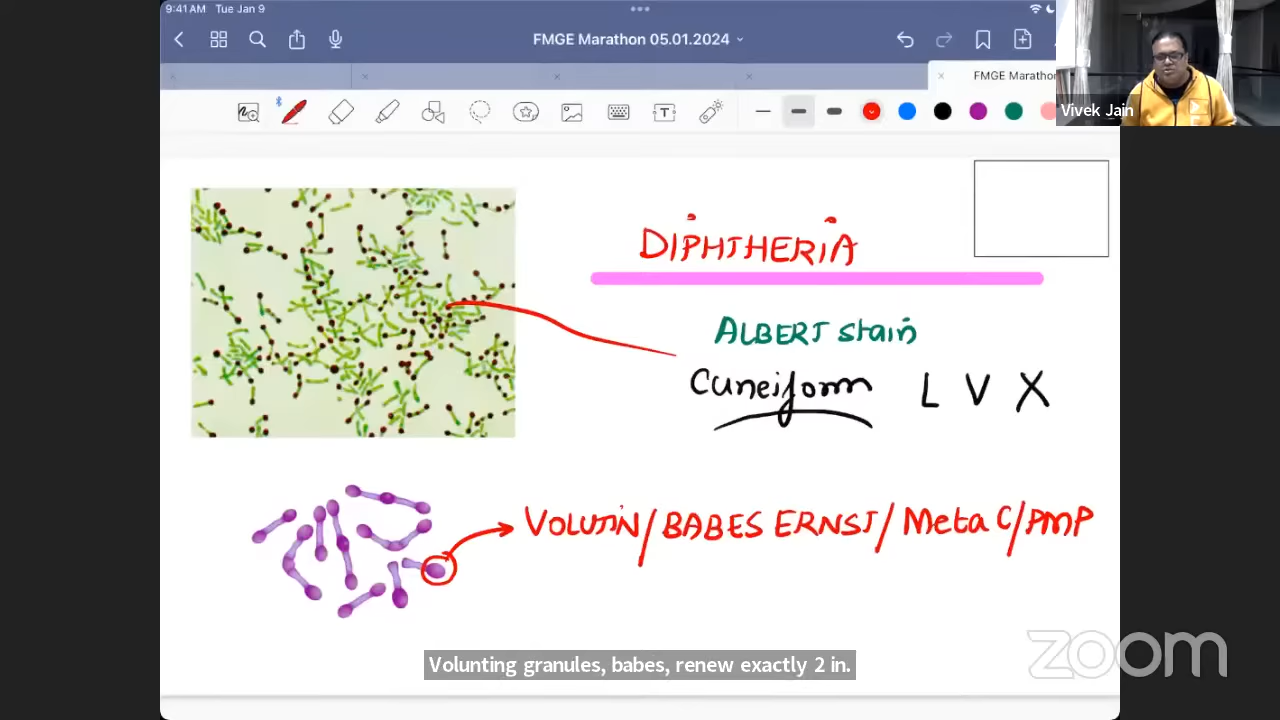 9:41 AM Tue Jan 9
FMGE Marathon 05.01.2024
FMGE Maratho
Vivek Jain
DIPHTHERIA
ALBERT stain
Cuneiform L V X
VOLUTIN/BABES ERNST/Meta C/PMP
Volunting granules, babes, renew exactly 2 in.
zoom